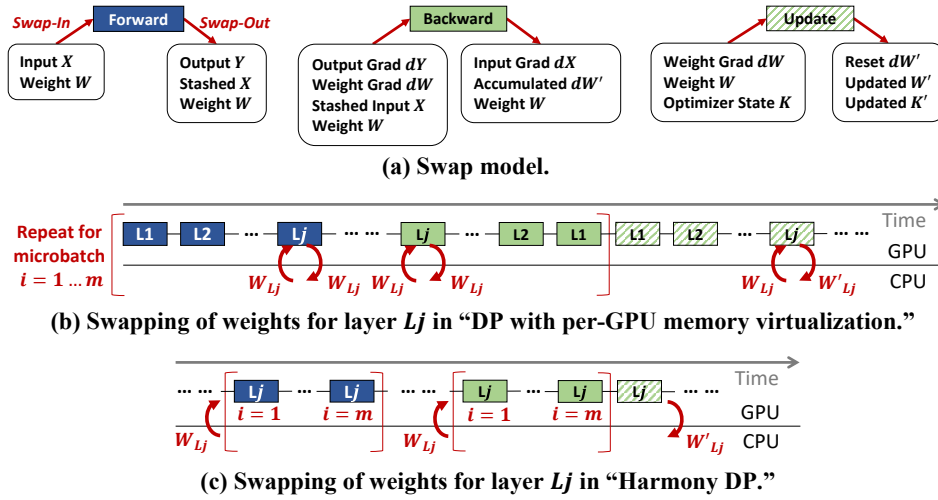 Swap-In Forward Swap-Out Backward Update
Input X
Weight W
Output Y
Stashed X
Weight W
Output Grad dY
Weight Grad dW
Stashed Input X
Weight W
Input Grad dX
Accumulated dW'
Weight W
Weight Grad dW
Weight W
Optimizer State K
Reset dW'
Updated W'
Updated K'
(a) Swap model.
Time
Repeat for
microbatch
i = 1 … m
L1 L2 ... Lj ... ... Lj ... L2 L1 L1 L2 ... Lj ... ...
GPU
W_Lj W_Lj W_Lj W_Lj W_Lj W'_Lj
CPU
(b) Swapping of weights for layer Lj in “DP with per-GPU memory virtualization.”
Time
... ... Lj ... Lj ... ... Lj ... Lj Lj ... ...
i = 1 i = m i = 1 i = m GPU
W_Lj W_Lj W'_Lj CPU
(c) Swapping of weights for layer Lj in “Harmony DP.”